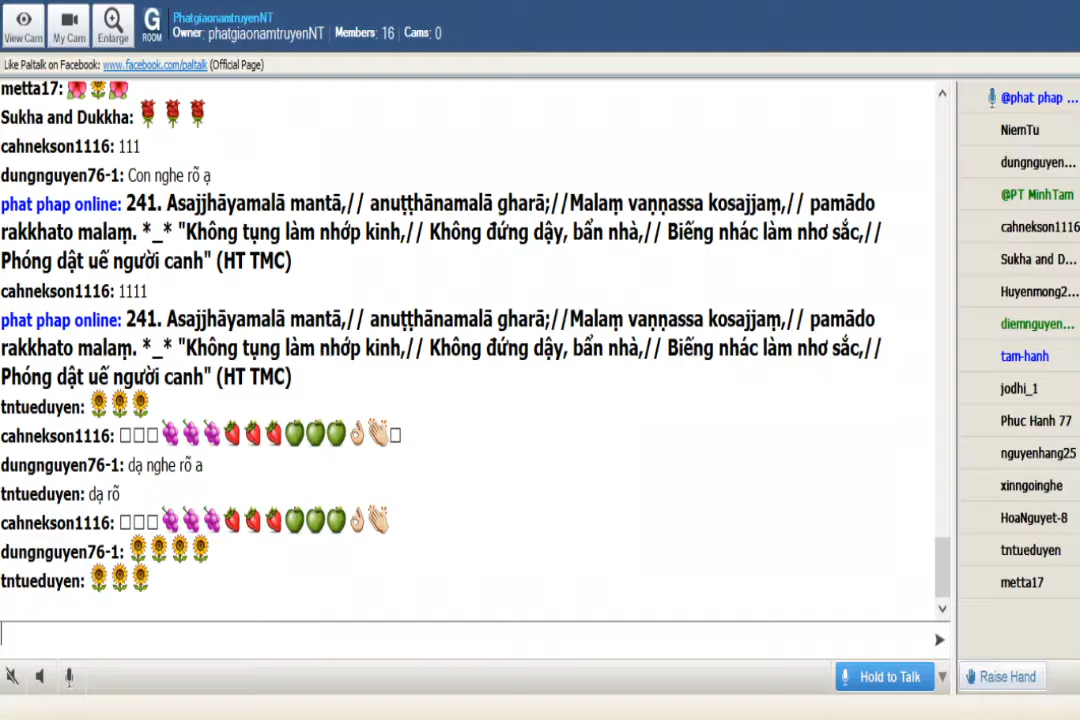 View Cam
My Cam
Enlarge
G
ROOM
PhatgiaonamtruyenNT
Owner: phatgiaonamtruyenNT
Members: 16
Cams: 0
Like Paltalk on Facebook: www.facebook.com/paltalk (Official Page)
metta17:
Sukha and Dukkha:
cahnekson1116: 111
dungnguyen76-1: Con nghe rõ ạ
phat phap online: 241. Asajjhāyamalā mantā,// anuṭṭhānamalā gharā;//Malaṃ vaṇṇassa kosajjaṃ,// pamādo
rakkhato malaṃ. *_* "Không tụng làm nhớp kinh,// Không đứng dậy, bẩn nhà,// Biếng nhác làm nhơ sắc,//
Phóng dật uế người canh" (HT TMC)
cahnekson1116: 1111
phat phap online: 241. Asajjhāyamalā mantā,// anuṭṭhānamalā gharā;//Malaṃ vaṇṇassa kosajjaṃ,// pamādo
rakkhato malaṃ. *_* "Không tụng làm nhớp kinh,// Không đứng dậy, bẩn nhà,// Biếng nhác làm nhơ sắc,//
Phóng dật uế người canh" (HT TMC)
tntueduyen:
cahnekson1116:
dungnguyen76-1: dạ nghe rõ a
tntueduyen: dạ rõ
cahnekson1116:
dungnguyen76-1:
tntueduyen:
@phat phap ...
NiemTu
dungnguyen...
@PT MinhTam
cahnekson1116
Sukha and D...
Huyenmong2...
diemnguyen...
tam-hanh
jodhi_1
Phuc Hanh 77
nguyenhang25
xinngoinghe
HoaNguyet-8
tntueduyen
metta17
Hold to Talk
Raise Hand